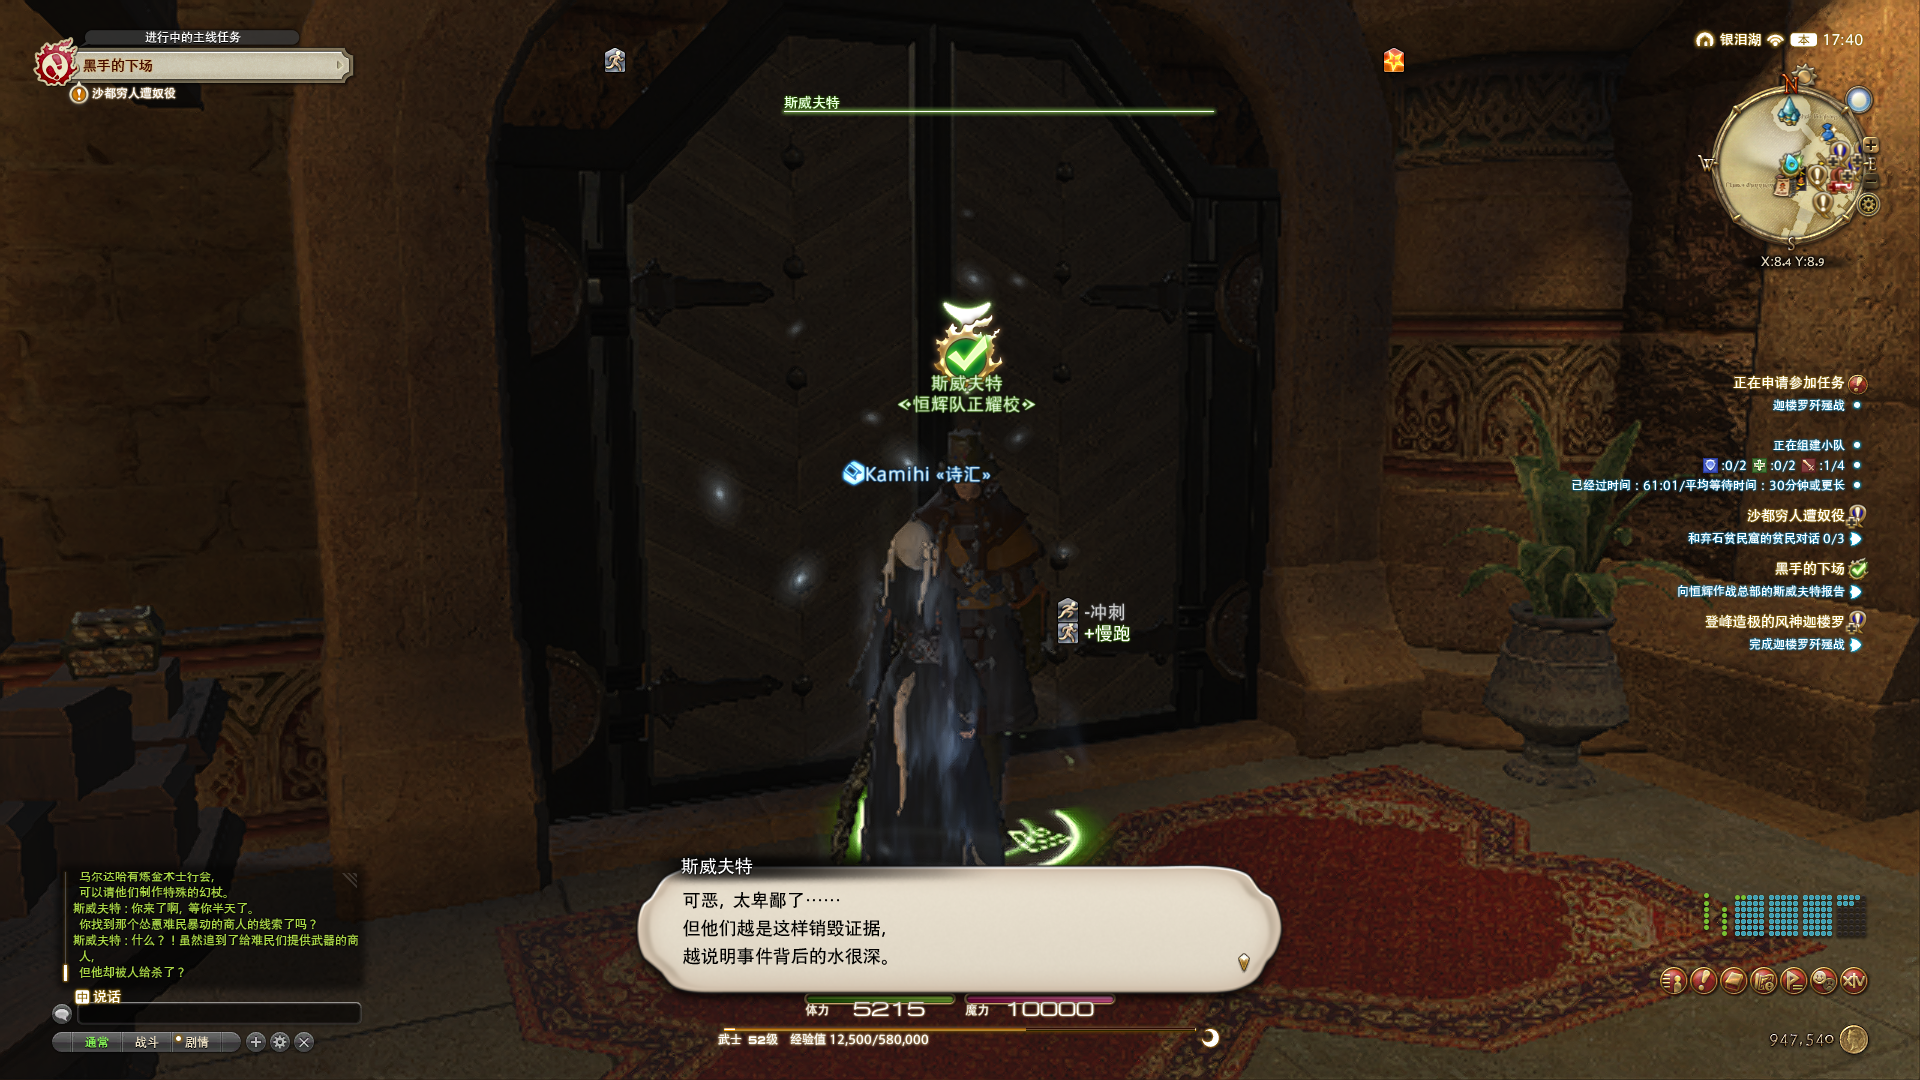 进行中的主线任务
黑手的下场
沙都穷人遭奴役
斯威夫特
银泪湖
本
17:40
N
W
E
S
X:8.4 Y:8.9
斯威夫特
恒辉队正耀校
Kamihi «诗汇»
-冲刺
+慢跑
正在申请参加任务
迦楼罗歼殛战
正在组建小队
:0/2 :0/2 :1/4
已经过时间：61:01/平均等待时间：30分钟或更长
沙都穷人遭奴役
和弃石贫民窟的贫民对话 0/3
黑手的下场
向恒辉作战总部的斯威夫特报告
登峰造极的风神迦楼罗
完成迦楼罗歼殛战
马尔达哈有炼金术士行会，
可以请他们制作特殊的幻杖。
斯威夫特：你来了啊，等你半天了。
你找到那个怂恿难民暴动的商人的线索了吗？
斯威夫特：什么？！虽然追到了给难民们提供武器的商
人，
但他却被人给杀了？
中 说话
通常
战斗
剧情
斯威夫特
可恶，太卑鄙了……
但他们越是这样销毁证据，
越说明事件背后的水很深。
体力 5215
魔力 10000
武士 52级 经验值 12,500/580,000
XIV
947,540